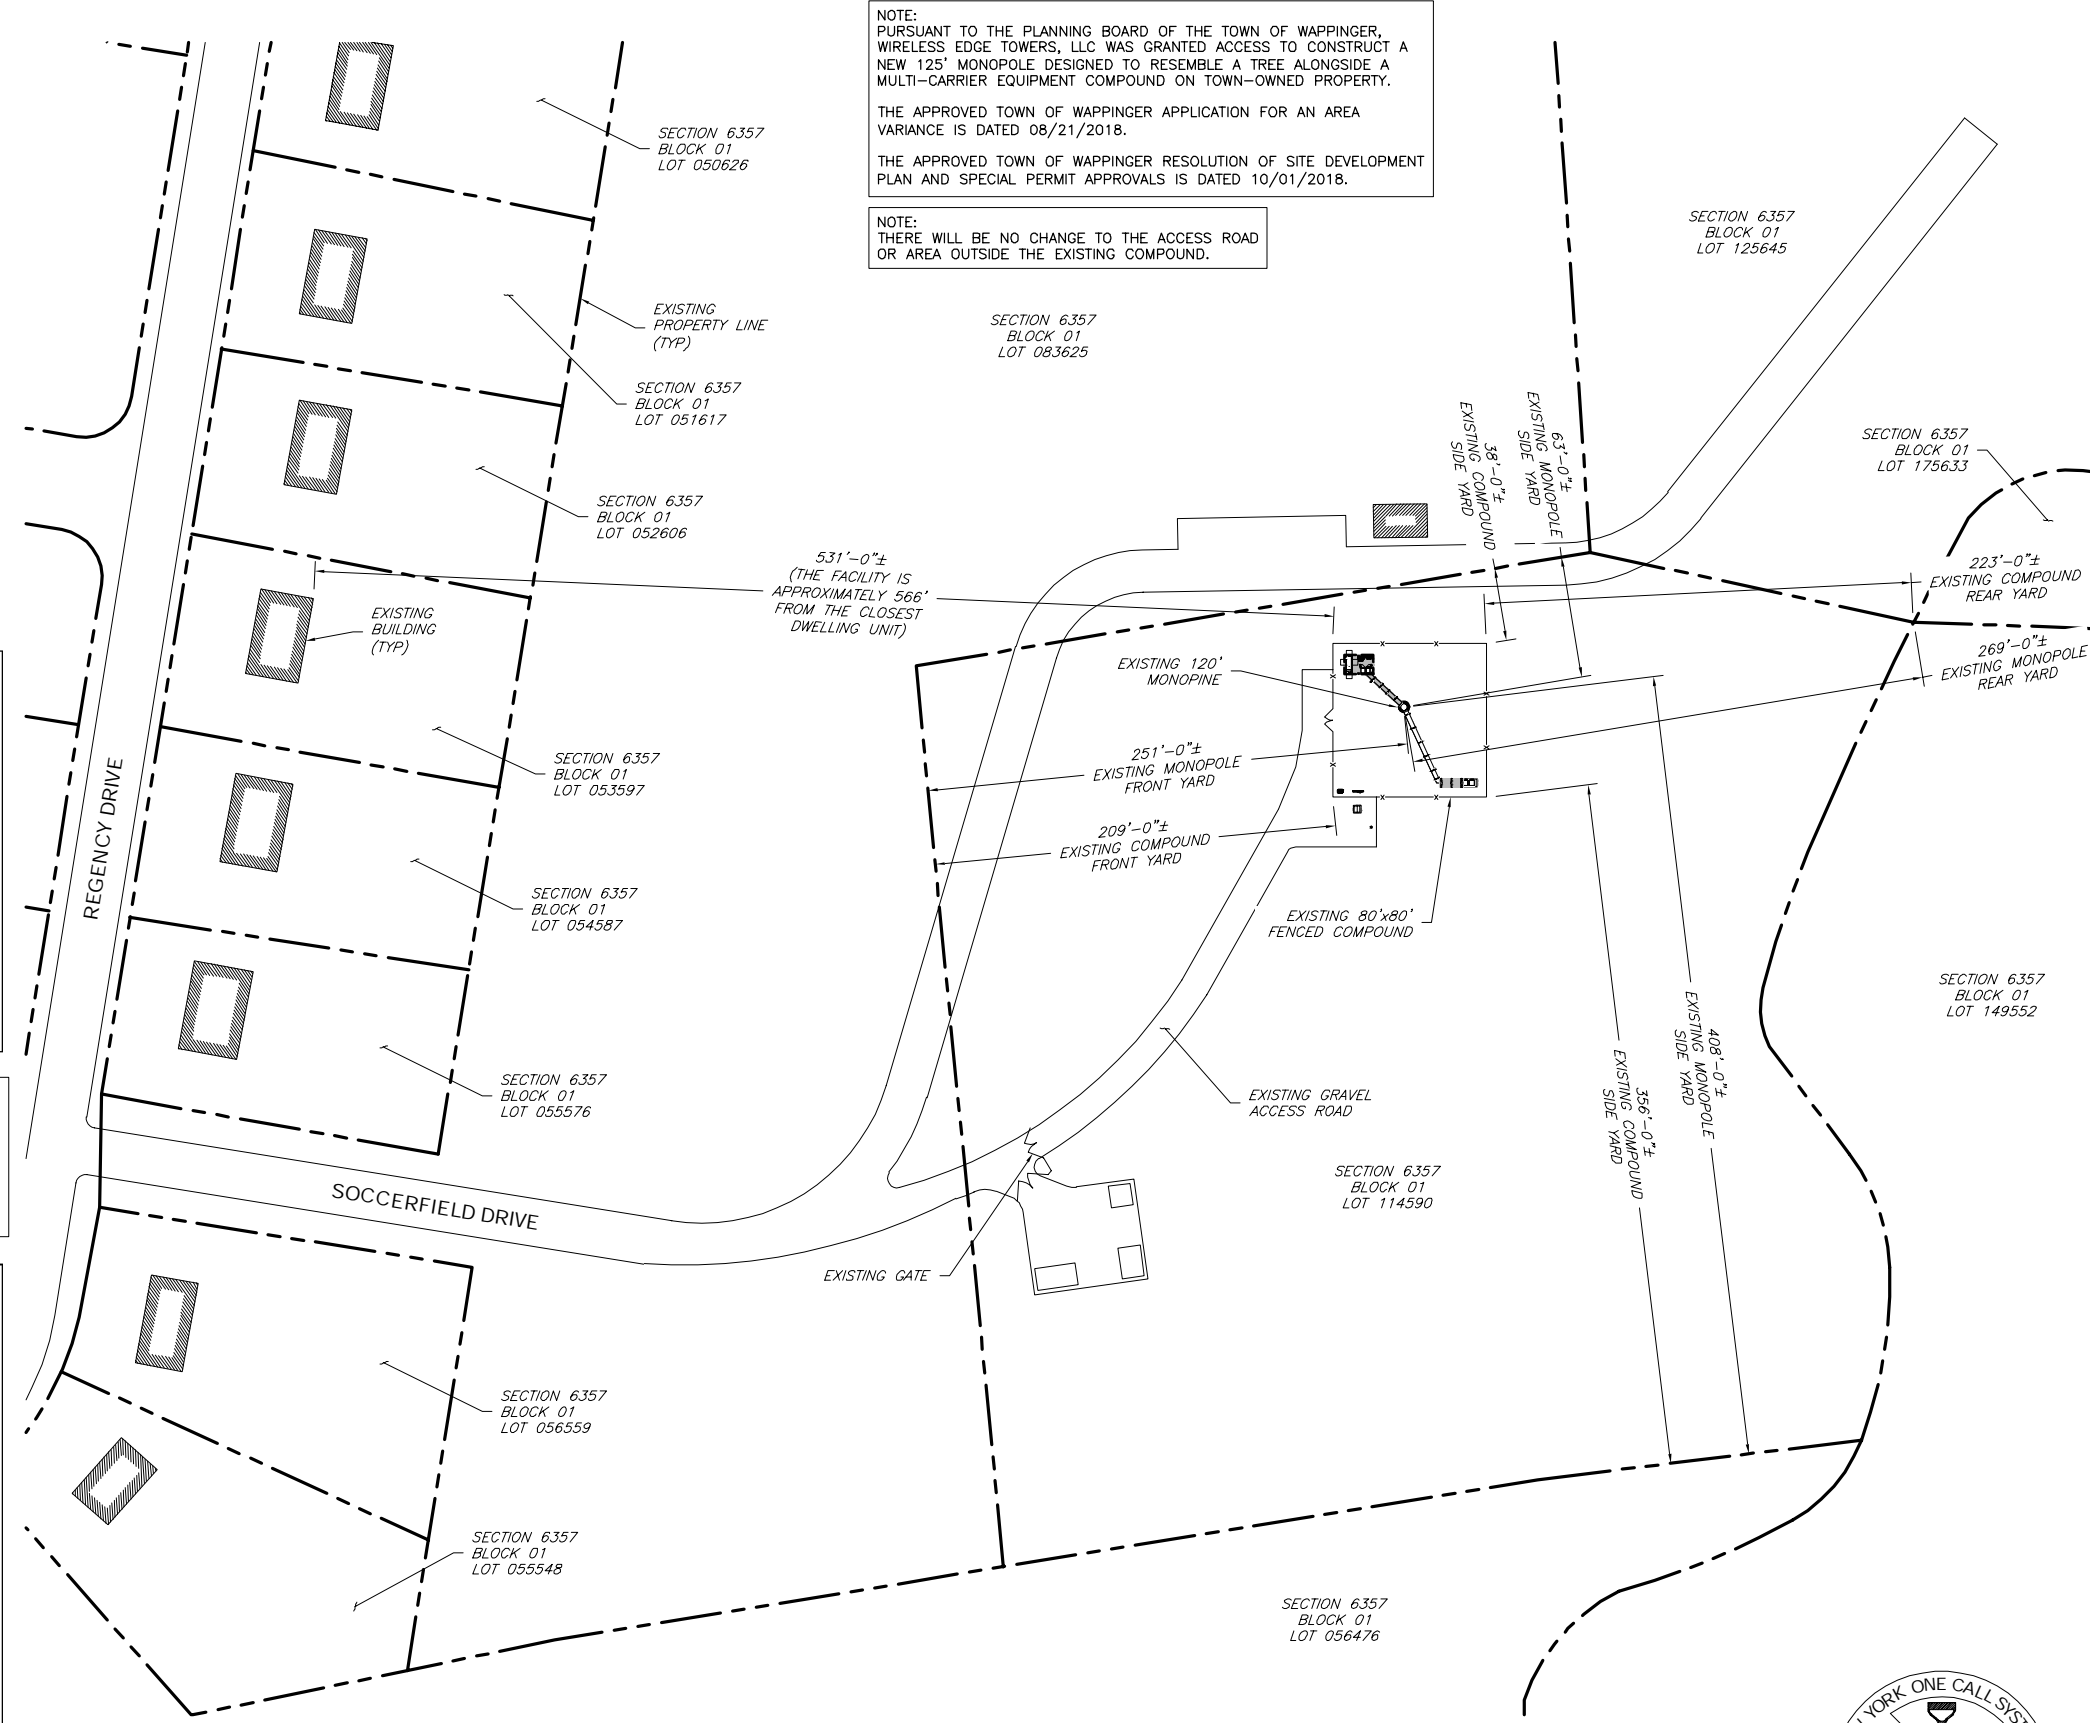 NOTE:
PURSUANT TO THE PLANNING BOARD OF THE TOWN OF WAPPINGER,
WIRELESS EDGE TOWERS, LLC WAS GRANTED ACCESS TO CONSTRUCT A
NEW 125' MONOPOLE DESIGNED TO RESEMBLE A TREE ALONGSIDE A
MULTI-CARRIER EQUIPMENT COMPOUND ON TOWN-OWNED PROPERTY.
THE APPROVED TOWN OF WAPPINGER APPLICATION FOR AN AREA
VARIANCE IS DATED 08/21/2018.
THE APPROVED TOWN OF WAPPINGER RESOLUTION OF SITE DEVELOPMENT
PLAN AND SPECIAL PERMIT APPROVALS IS DATED 10/01/2018.
NOTE:
THERE WILL BE NO CHANGE TO THE ACCESS ROAD
OR AREA OUTSIDE THE EXISTING COMPOUND.
SECTION 6357
BLOCK 01
LOT 050626
SECTION 6357
BLOCK 01
LOT 125645
EXISTING
PROPERTY LINE
(TYP)
SECTION 6357
BLOCK 01
LOT 083625
SECTION 6357
BLOCK 01
LOT 051617
63'-0"±
EXISTING MONOPOLE
SIDE YARD
38'-0"±
EXISTING COMPOUND
SIDE YARD
SECTION 6357
BLOCK 01
LOT 175633
SECTION 6357
BLOCK 01
LOT 052606
531'-0"±
(THE FACILITY IS
APPROXIMATELY 566'
FROM THE CLOSEST
DWELLING UNIT)
223'-0"±
EXISTING COMPOUND
REAR YARD
EXISTING
BUILDING
(TYP)
269'-0"±
EXISTING MONOPOLE
REAR YARD
EXISTING 120'
MONOPINE
251'-0"±
EXISTING MONOPOLE
FRONT YARD
SECTION 6357
BLOCK 01
LOT 053597
REGENCY DRIVE
209'-0"±
EXISTING COMPOUND
FRONT YARD
SECTION 6357
BLOCK 01
LOT 054587
EXISTING 80'x80'
FENCED COMPOUND
SECTION 6357
BLOCK 01
LOT 149552
408'-0"±
EXISTING MONOPOLE
SIDE YARD
356'-0"±
EXISTING COMPOUND
SIDE YARD
SECTION 6357
BLOCK 01
LOT 055576
EXISTING GRAVEL
ACCESS ROAD
SECTION 6357
BLOCK 01
LOT 114590
SOCCERFIELD DRIVE
EXISTING GATE
SECTION 6357
BLOCK 01
LOT 056559
SECTION 6357
BLOCK 01
LOT 055548
SECTION 6357
BLOCK 01
LOT 056476
YORK ONE CALL SYST